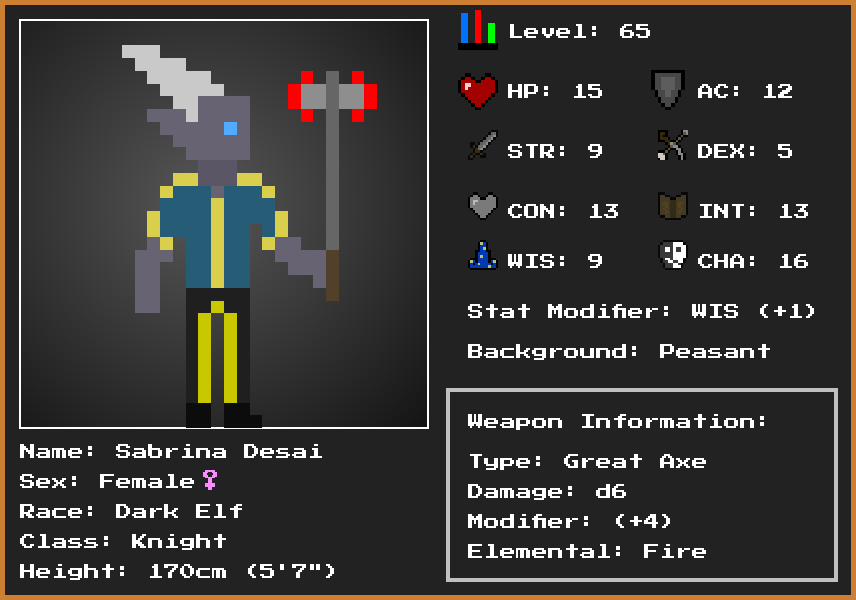 Level: 65
HP: 15 AC: 12
STR: 9 DEX: 5
CON: 13 INT: 13
WIS: 9 CHA: 16
Stat Modifier: WIS (+1)
Background: Peasant
Weapon Information:
Type: Great Axe
Damage: d6
Modifier: (+4)
Elemental: Fire
Name: Sabrina Desai
Sex: Female♀
Race: Dark Elf
Class: Knight
Height: 170cm (5'7")